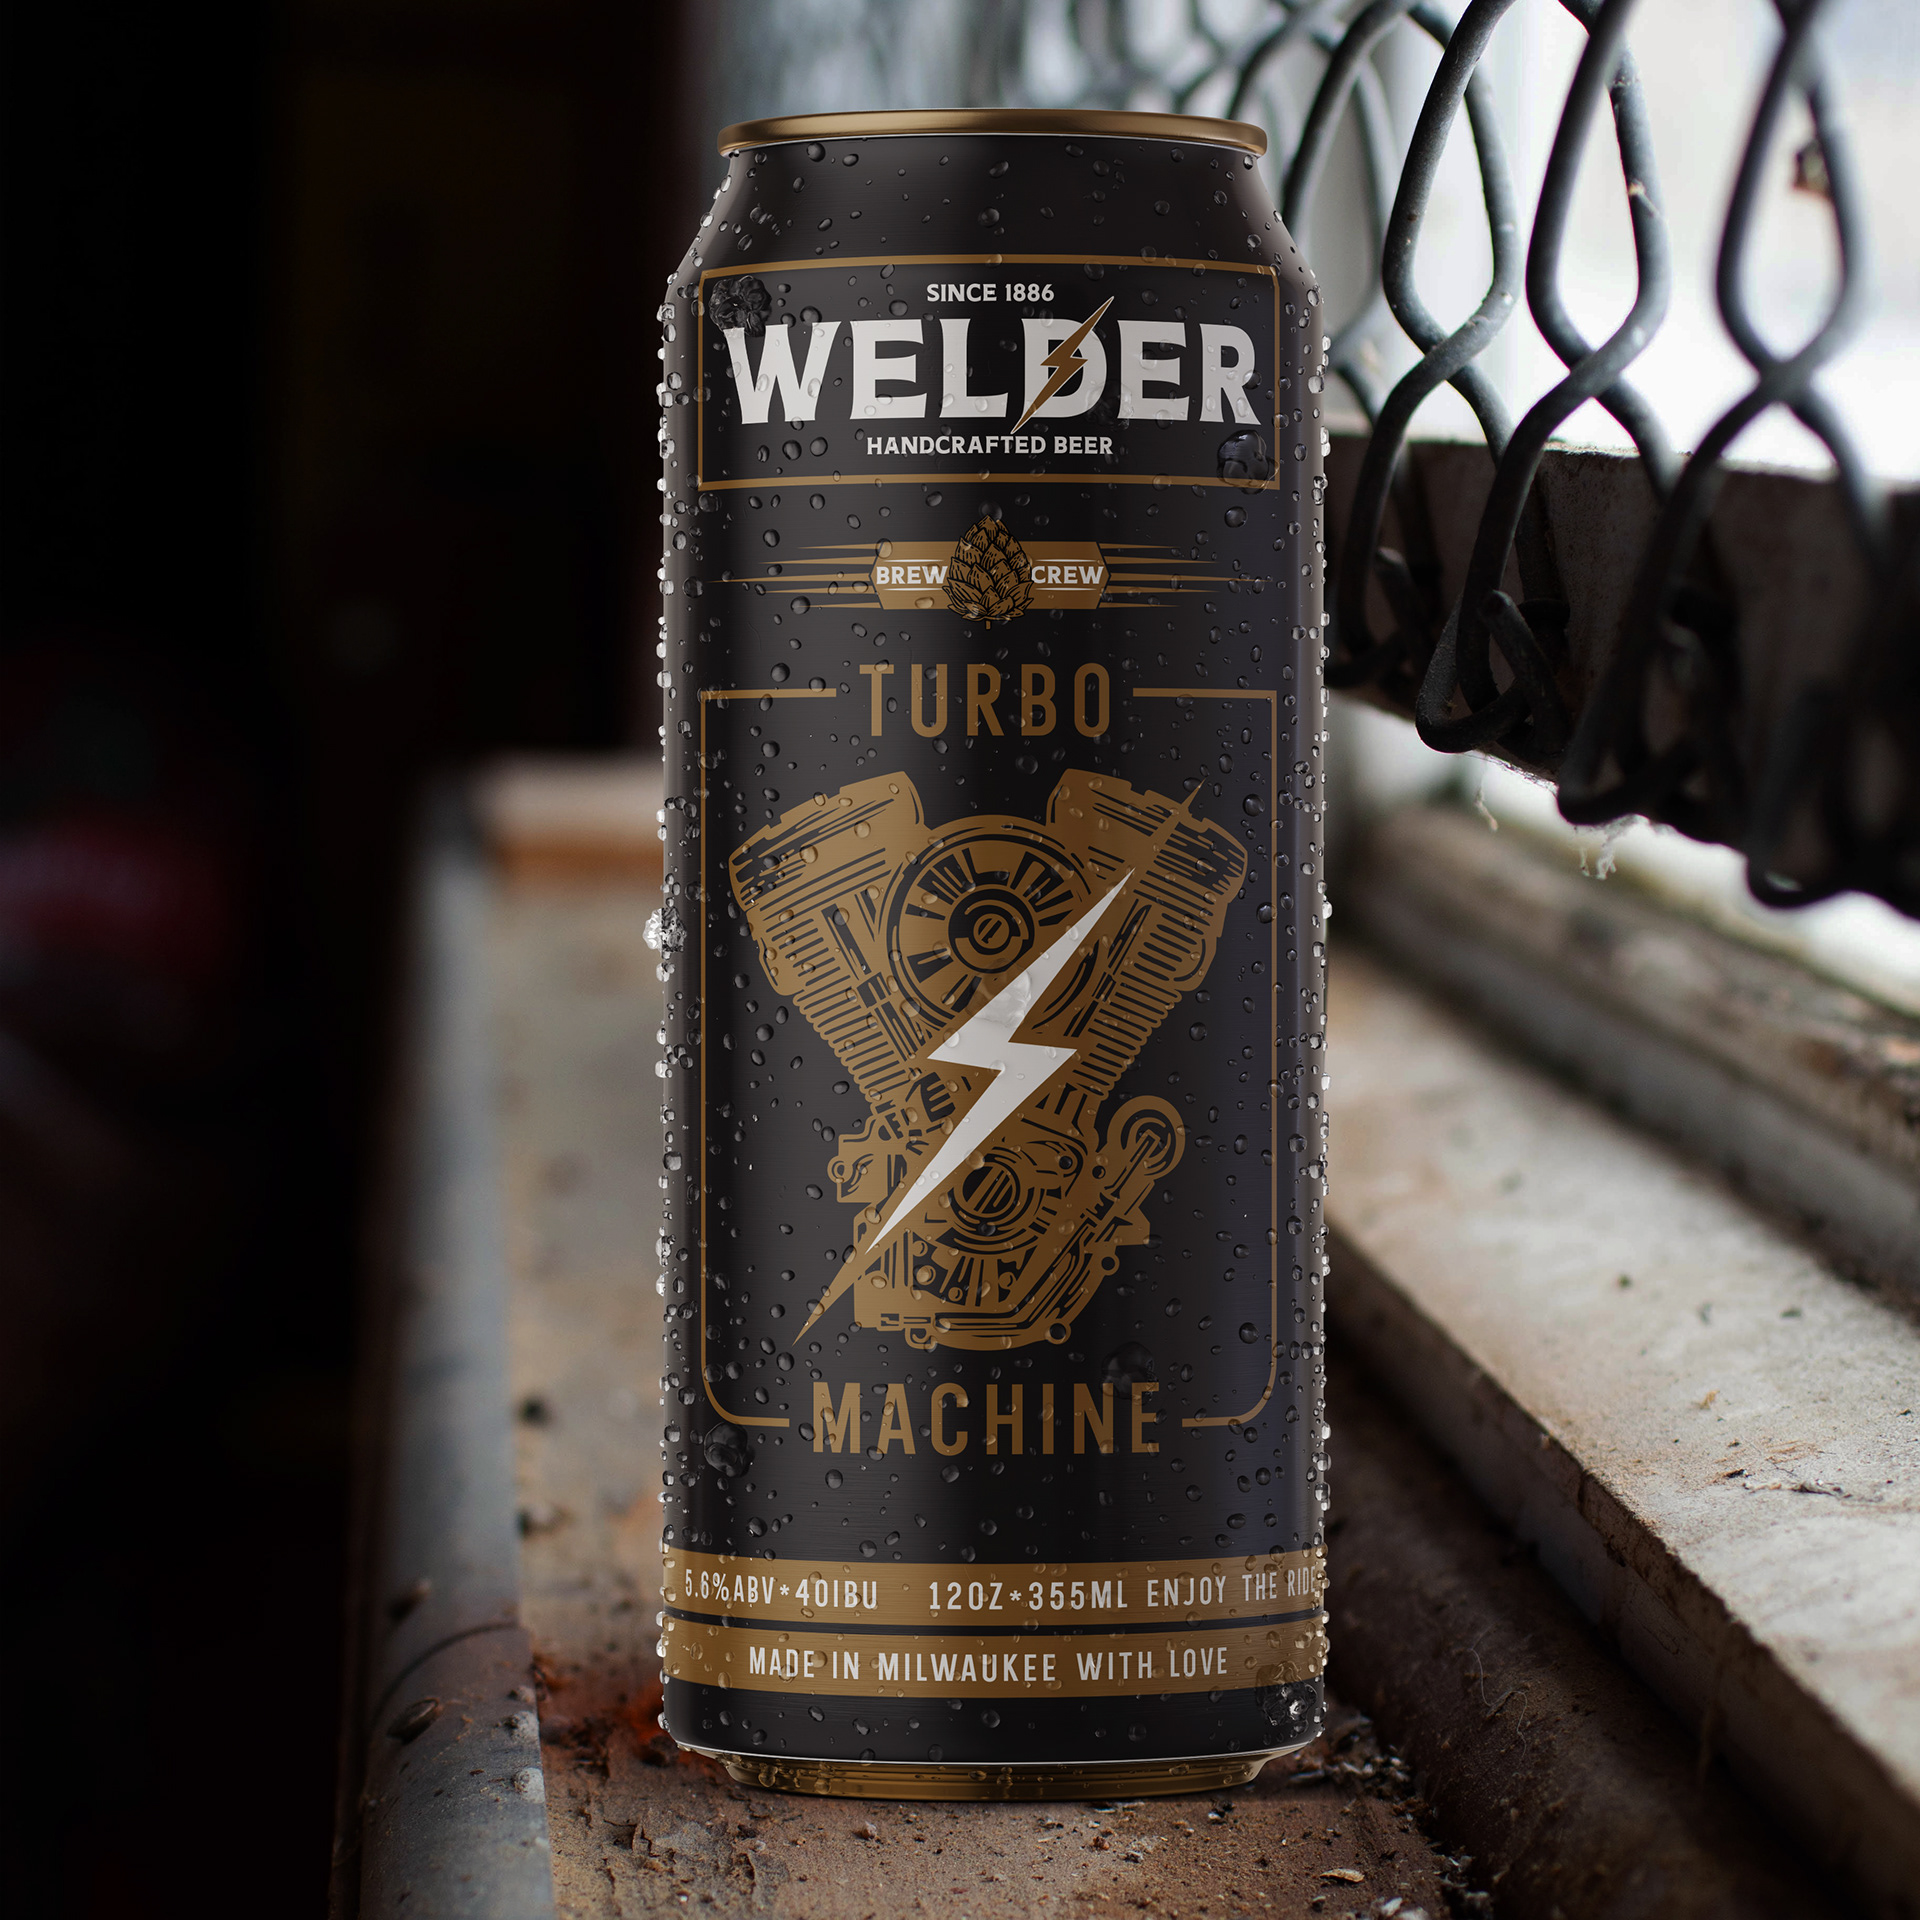 SINCE 1886
WELDER
HANDCRAFTED BEER
BREW CREW
TURBO
MACHINE
5.6%ABV*40IBU 12OZ*355ML ENJOY THE RIDE
MADE IN MILWAUKEE WITH LOVE